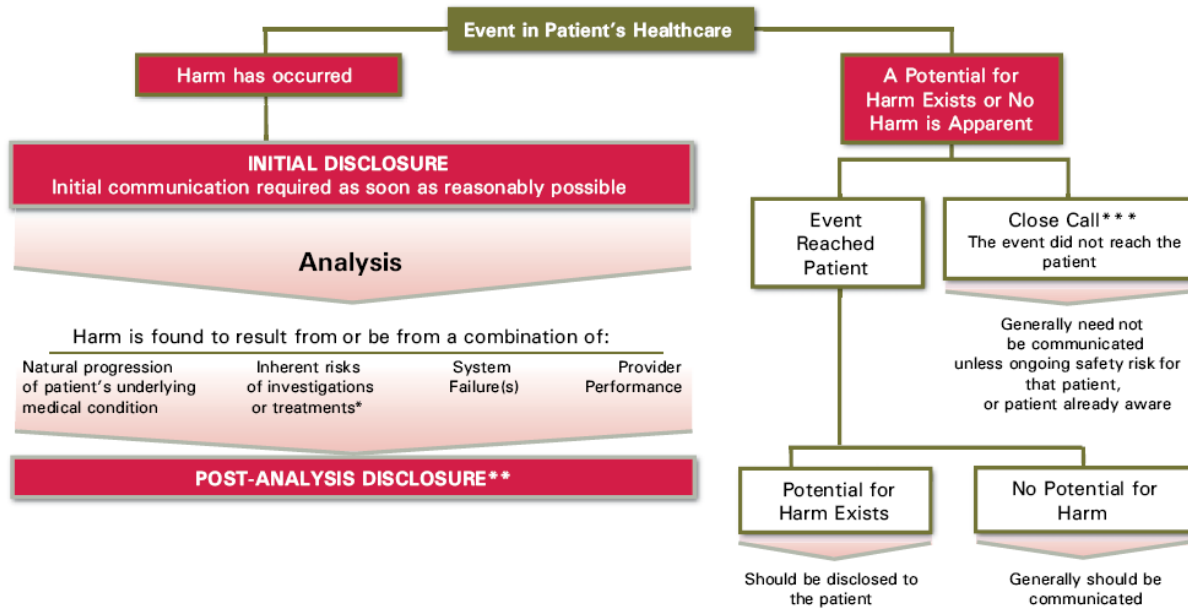 Event in Patient's Healthcare
Harm has occurred
INITIAL DISCLOSURE
Initial communication required as soon as reasonably possible
Analysis
Harm is found to result from or be from a combination of:
Natural progression
of patient's underlying
medical condition
Inherent risks
of investigations
or treatments*
System
Failure(s)
Provider
Performance
POST-ANALYSIS DISCLOSURE**
A Potential for
Harm Exists or No
Harm is Apparent
Event
Reached
Patient
Close Call***
The event did not reach the
patient
Generally need not
be communicated
unless ongoing safety risk for
that patient,
or patient already aware
Potential for
Harm Exists
Should be disclosed to
the patient
No Potential for
Harm
Generally should be
communicated